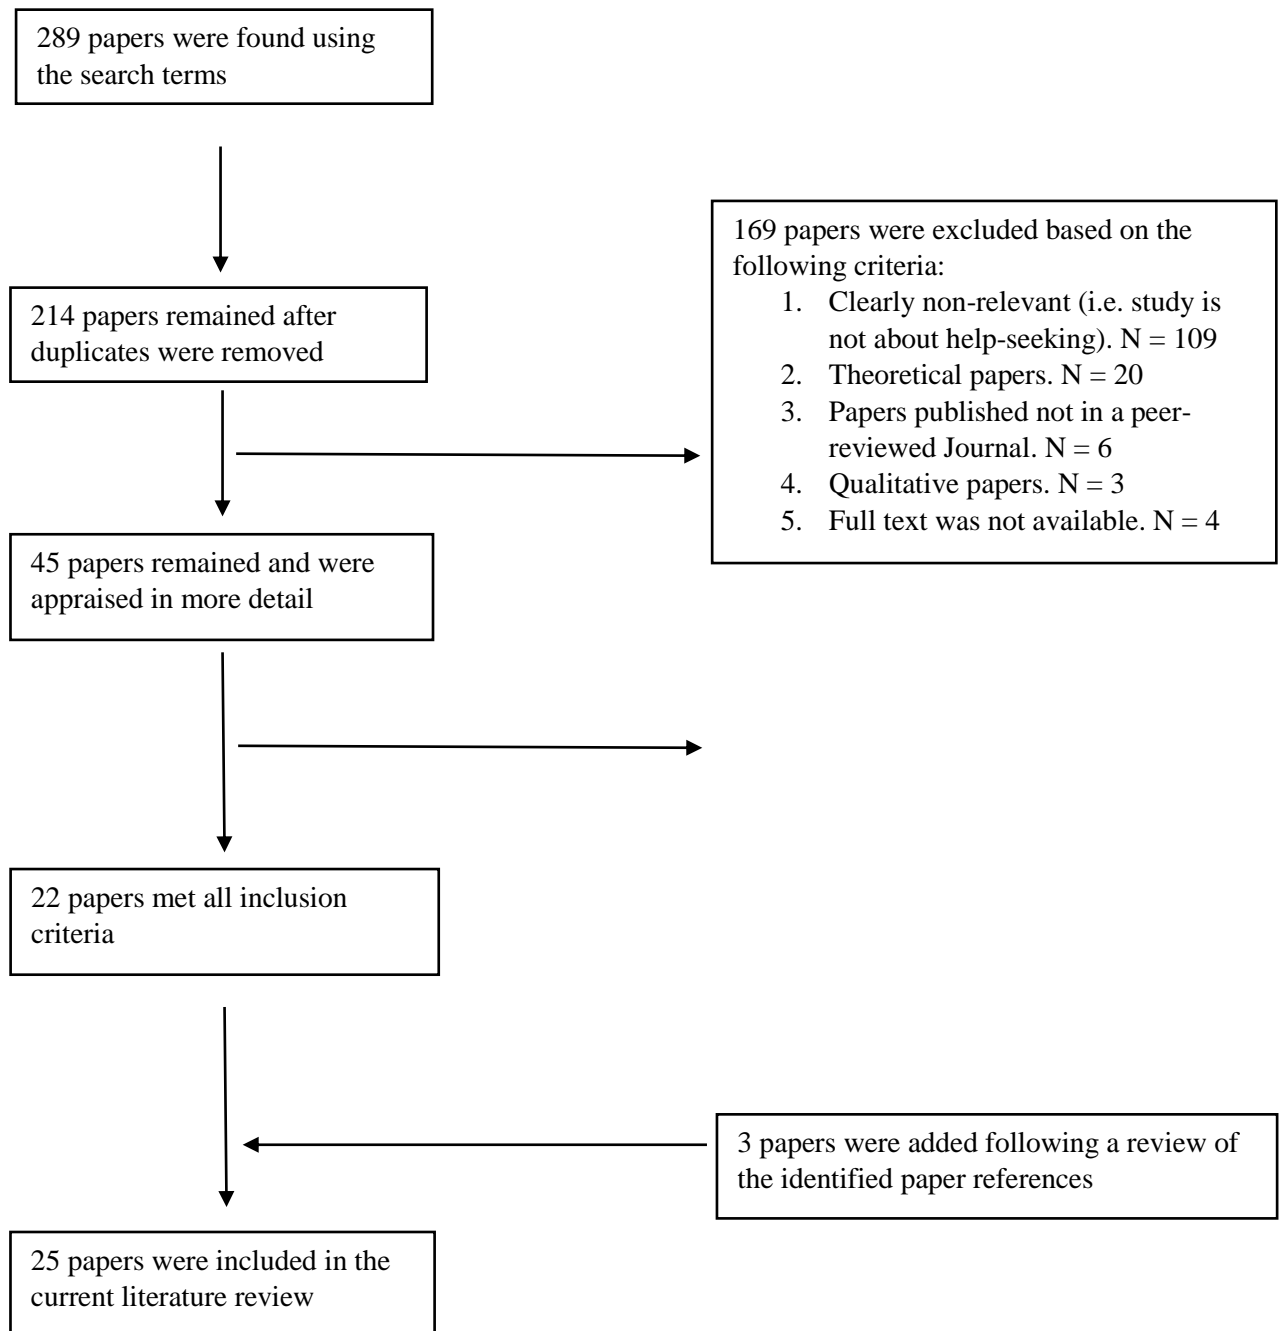 289 papers were found using
the search terms
169 papers were excluded based on the
following criteria:
1. Clearly non-relevant (i.e. study is
not about help-seeking). N = 109
2. Theoretical papers. N = 20
3. Papers published not in a peer-
reviewed Journal. N = 6
4. Qualitative papers. N = 3
5. Full text was not available. N = 4
214 papers remained after
duplicates were removed
45 papers remained and were
appraised in more detail
22 papers met all inclusion
criteria
3 papers were added following a review of
the identified paper references
25 papers were included in the
current literature review